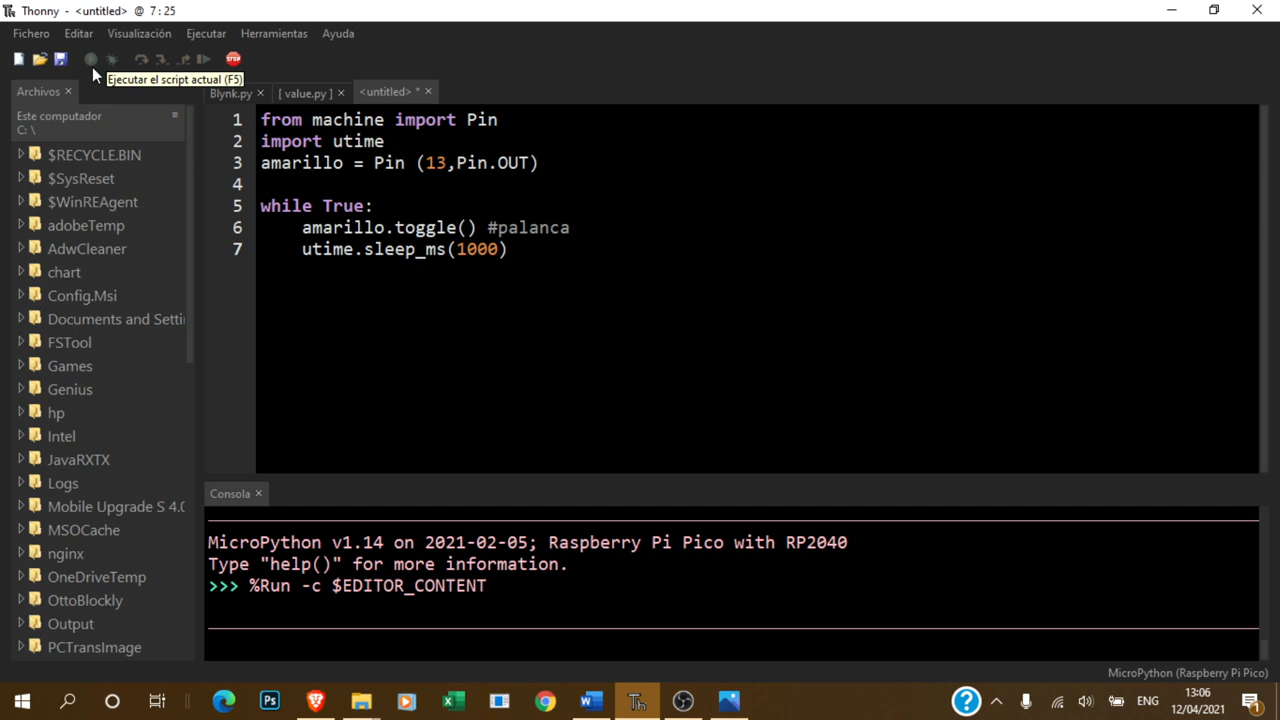 Thonny - <untitled> @ 7:25
Fichero Editar Visualización Ejecutar Herramientas Ayuda
STOP
Ejecutar el script actual (F5)
Archivos
Blynk.py [ value.py ] <untitled> *
Este computador
C: \
$RECYCLE.BIN
$SysReset
$WinREAgent
adobeTemp
AdwCleaner
chart
Config.Msi
Documents and Setti
FSTool
Games
Genius
hp
Intel
JavaRXTX
Logs
Mobile Upgrade S 4.0
MSOCache
nginx
OneDriveTemp
OttoBlockly
Output
PCTransImage
1 from machine import Pin
2 import utime
3 amarillo = Pin (13,Pin.OUT)
4
5 while True:
6 amarillo.toggle() #palanca
7 utime.sleep_ms(1000)
Consola
MicroPython v1.14 on 2021-02-05; Raspberry Pi Pico with RP2040
Type "help()" for more information.
>>> %Run -c $EDITOR_CONTENT
MicroPython (Raspberry Pi Pico)
Ps
Th
ENG
13:06
12/04/2021
1